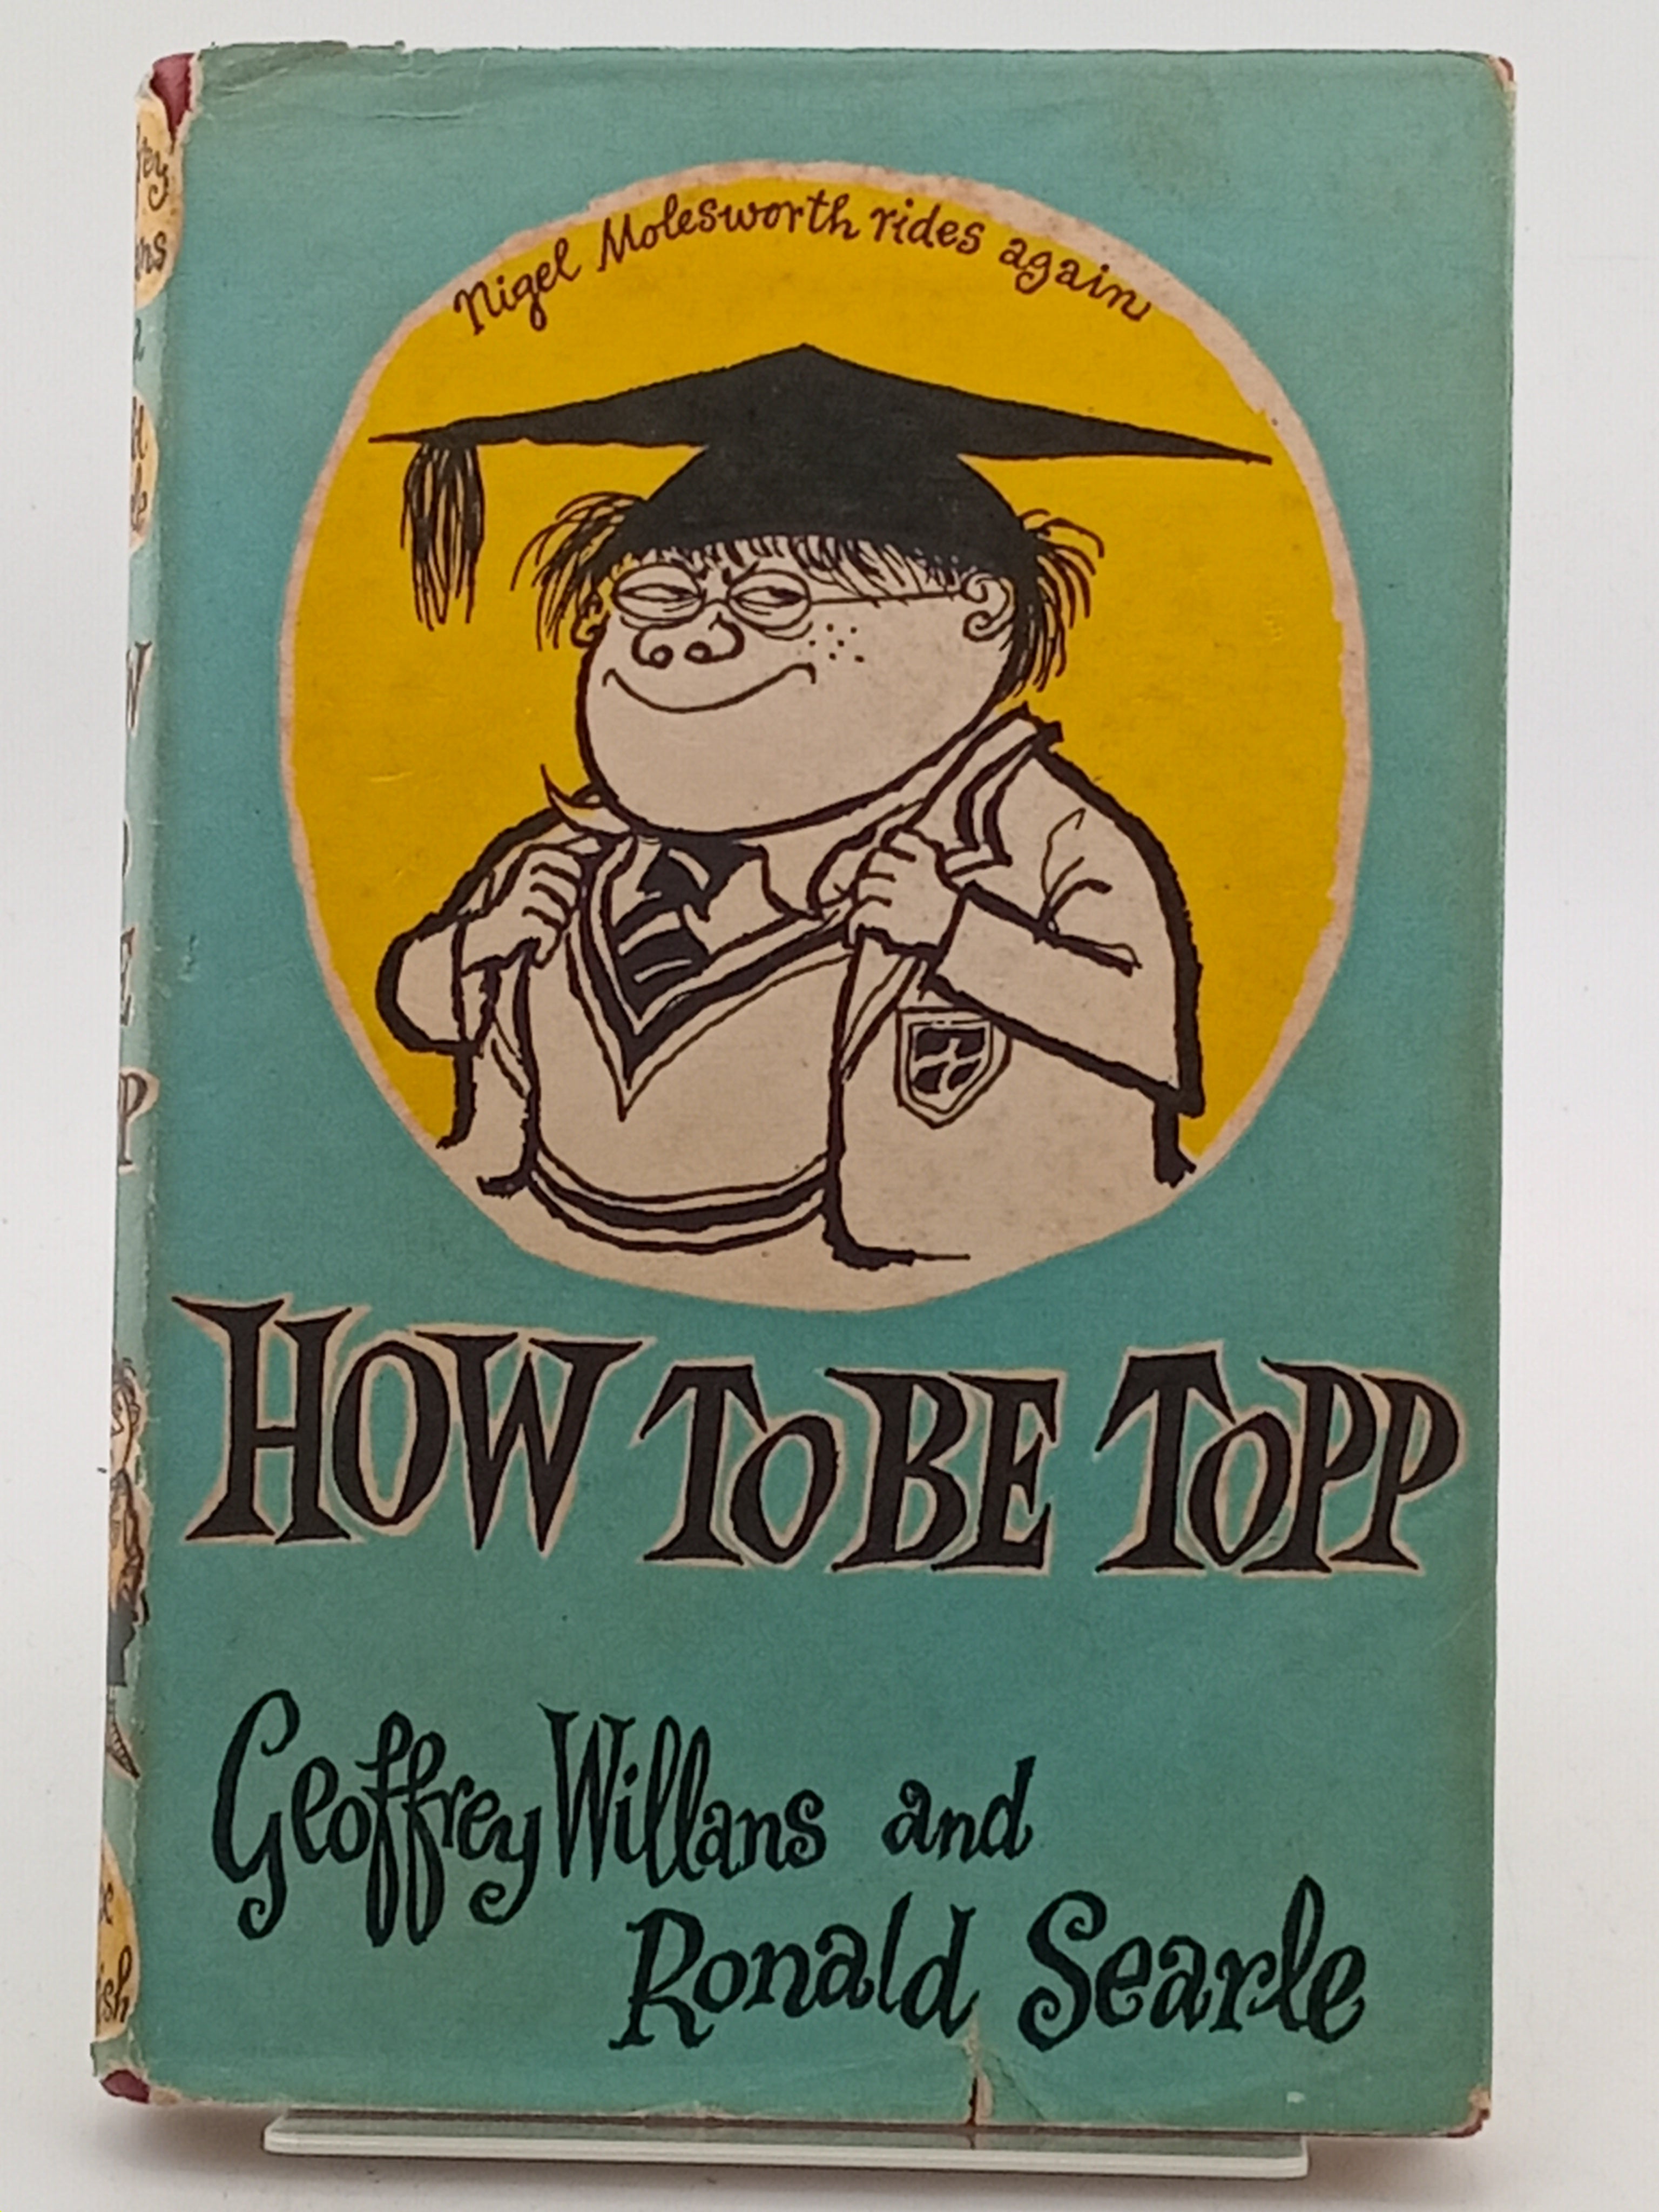 Nigel Molesworth rides again
HOW TO BE TOPP
Geoffrey Willans and
Ronald Searle